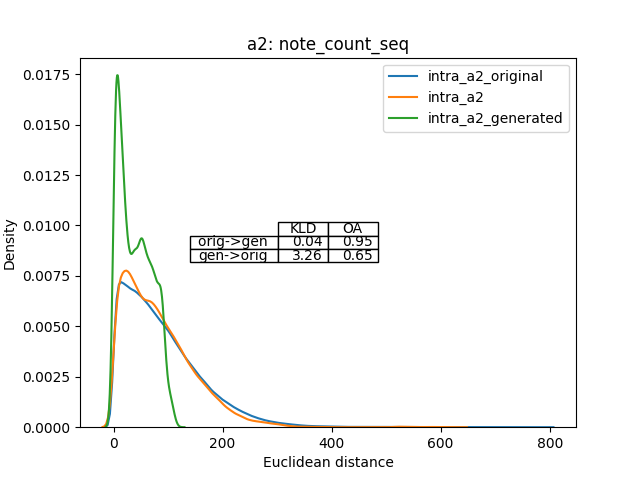 a2: note_count_seq
intra_a2_original
intra_a2
intra_a2_generated
KLD OA
orig->gen 0.04 0.95
gen->orig 3.26 0.65
Density
0.0175
0.0150
0.0125
0.0100
0.0075
0.0050
0.0025
0.0000
0 200 400 600 800
Euclidean distance